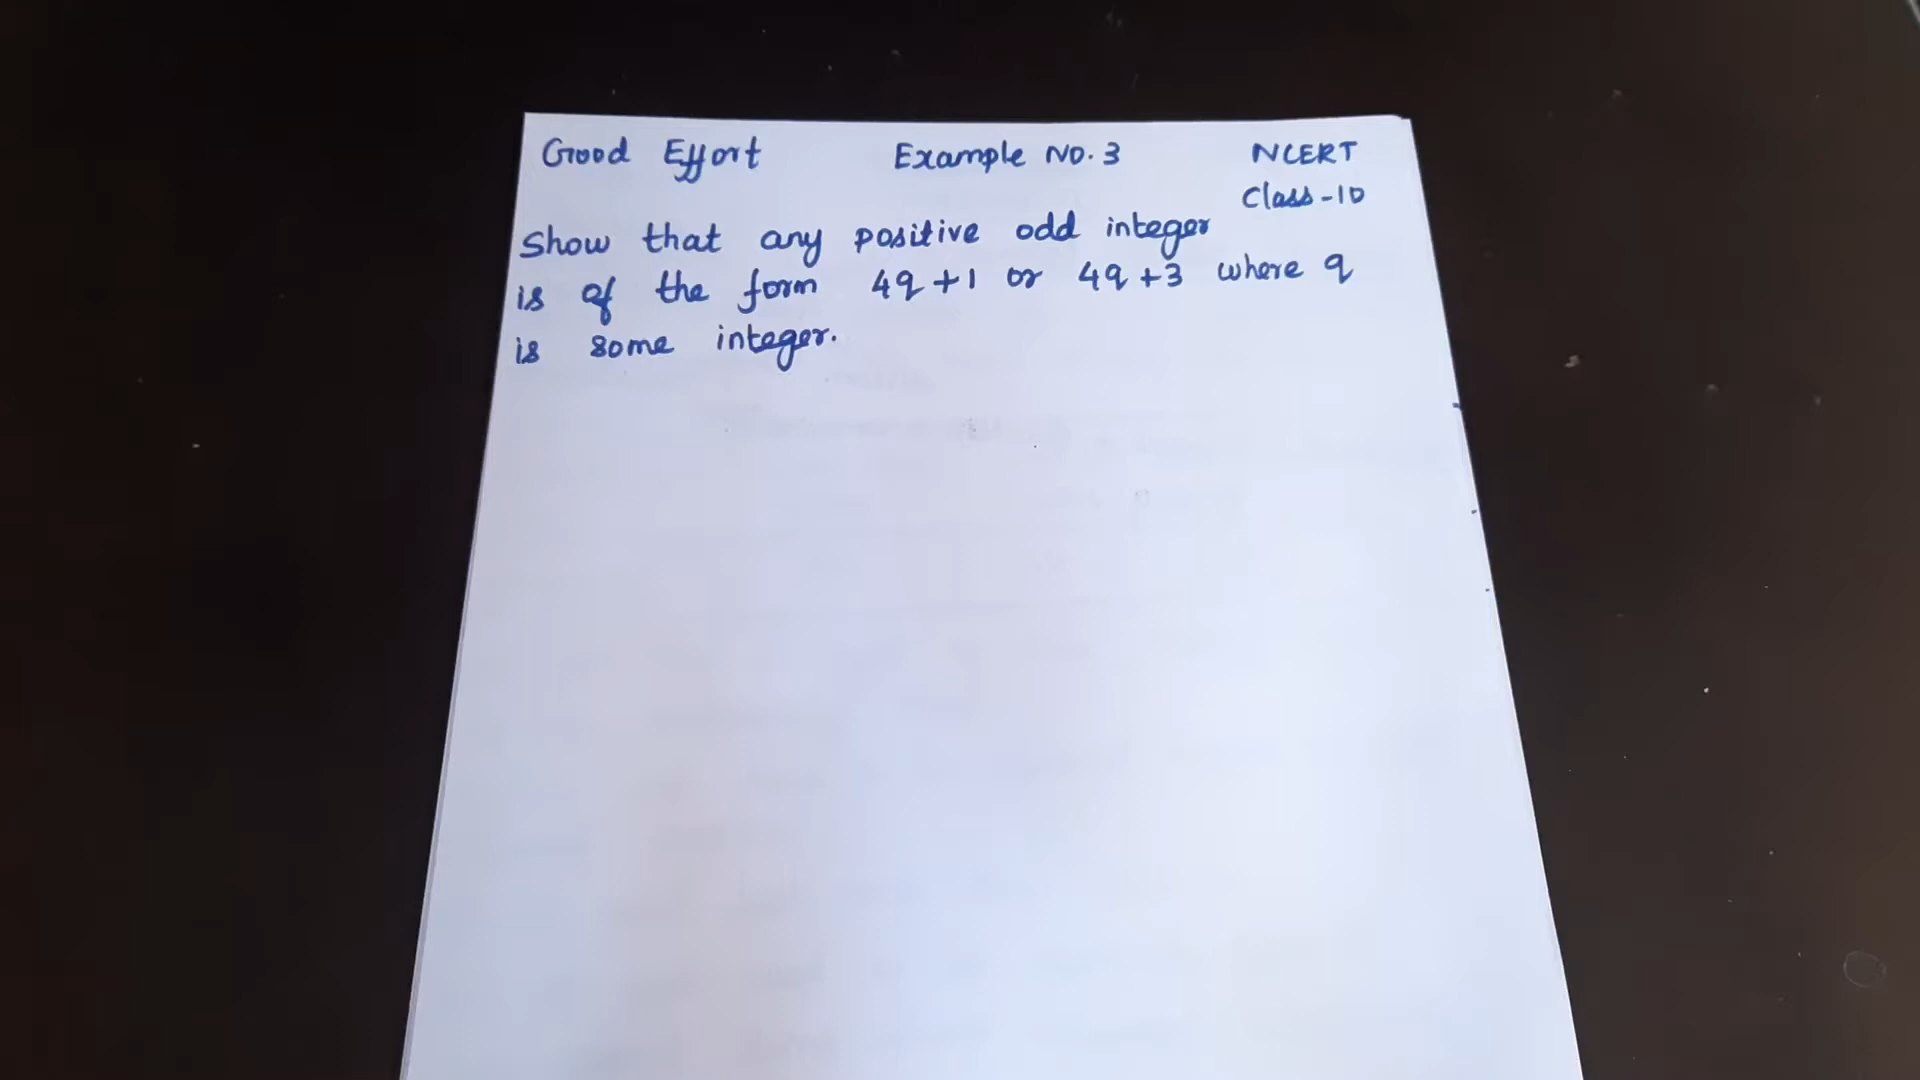 Good Effort Example No. 3 NCERT
Class-10
Show that any positive odd integer
is of the form 4q+1 or 4q+3 where q
is some integer.